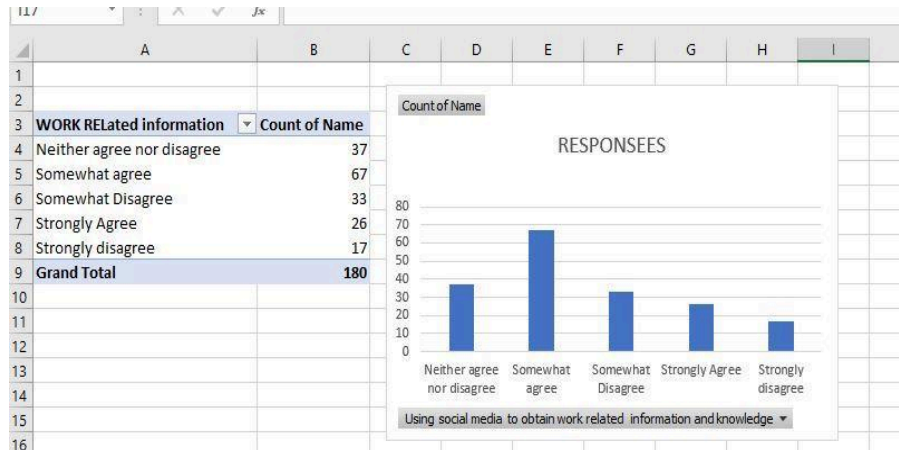 I17 fx
A B C D E F G H I
1
2
3 WORK RELated information Count of Name
4 Neither agree nor disagree 37
5 Somewhat agree 67
6 Somewhat Disagree 33
7 Strongly Agree 26
8 Strongly disagree 17
9 Grand Total 180
10
11
12
13
14
15
16
Count of Name
RESPONSEES
80
70
60
50
40
30
20
10
0
Neither agree Somewhat Somewhat Strongly Agree Strongly
nor disagree agree Disagree disagree
Using social media to obtain work related information and knowledge